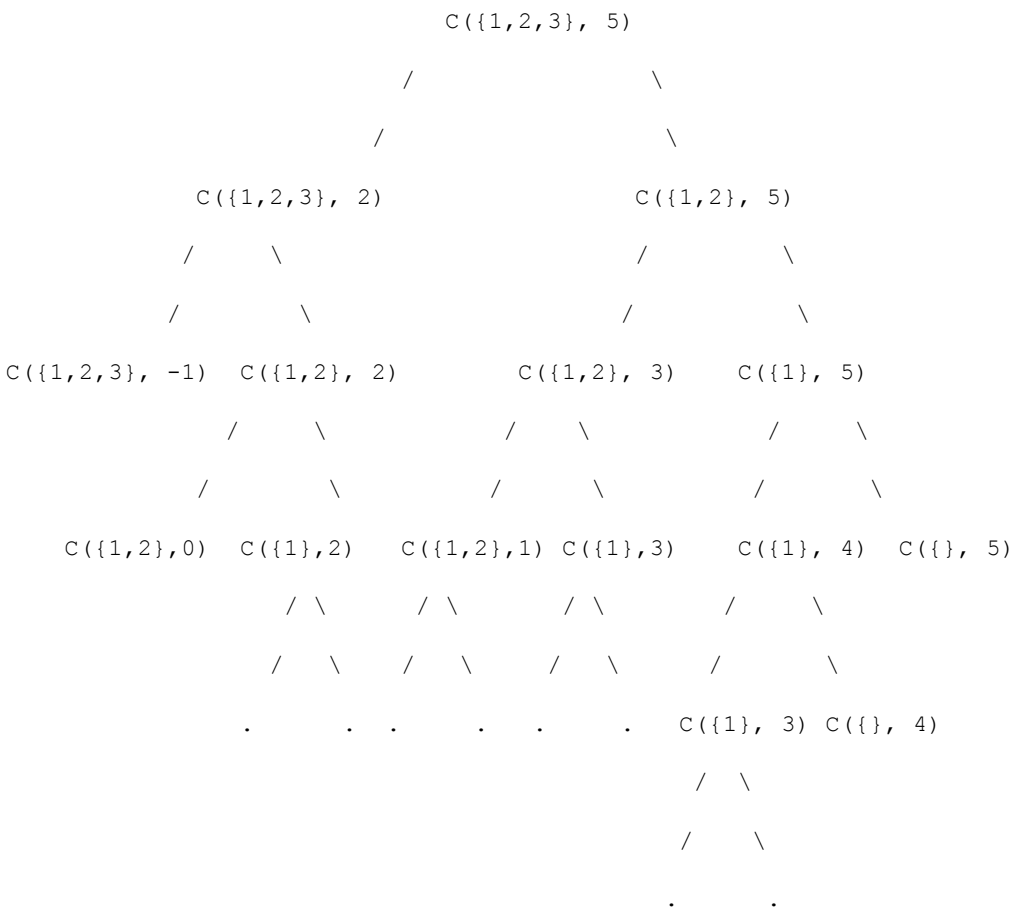 C({1,2,3}, 5)
/ \
/ \
C({1,2,3}, 2) C({1,2}, 5)
/ \ / \
/ \ / \
C({1,2,3}, -1) C({1,2}, 2) C({1,2}, 3) C({1}, 5)
/ \ / \ / \
/ \ / \ / \
C({1,2},0) C({1},2) C({1,2},1) C({1},3) C({1}, 4) C({}, 5)
/ \ / \ / \ / \
/ \ / \ / \ / \
. . . . . . C({1}, 3) C({}, 4)
/ \
/ \
. .